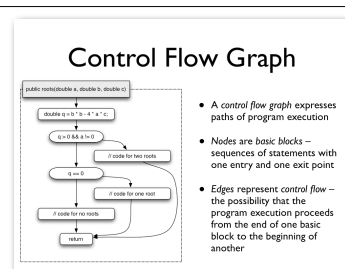 Control Flow Graph
public roots(double a, double b, double c)
double q = b * b - 4 * a * c;
q > 0 && a != 0
// code for two roots
q == 0
// code for one root
// code for no roots
return
• A control flow graph expresses
paths of program execution
• Nodes are basic blocks –
sequences of statements with
one entry and one exit point
• Edges represent control flow –
the possibility that the
program execution proceeds
from the end of one basic
block to the beginning of
another